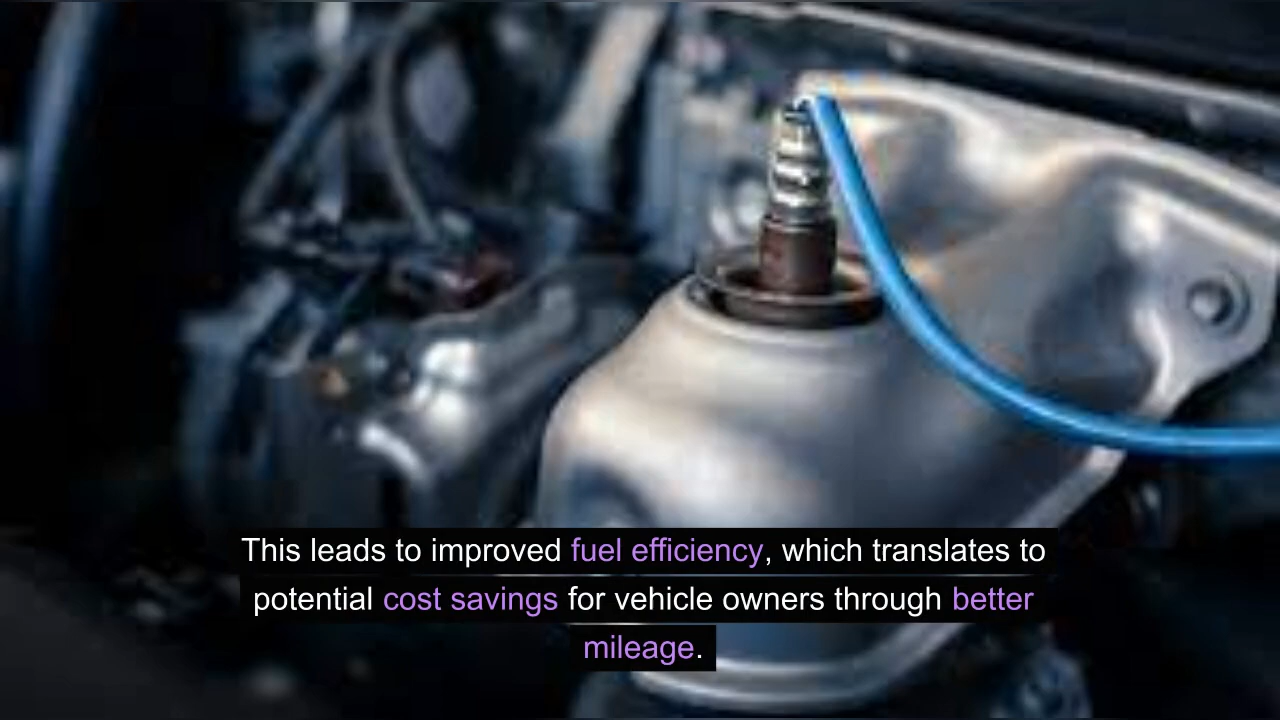 This leads to improved fuel efficiency, which translates to
potential cost savings for vehicle owners through better
mileage.